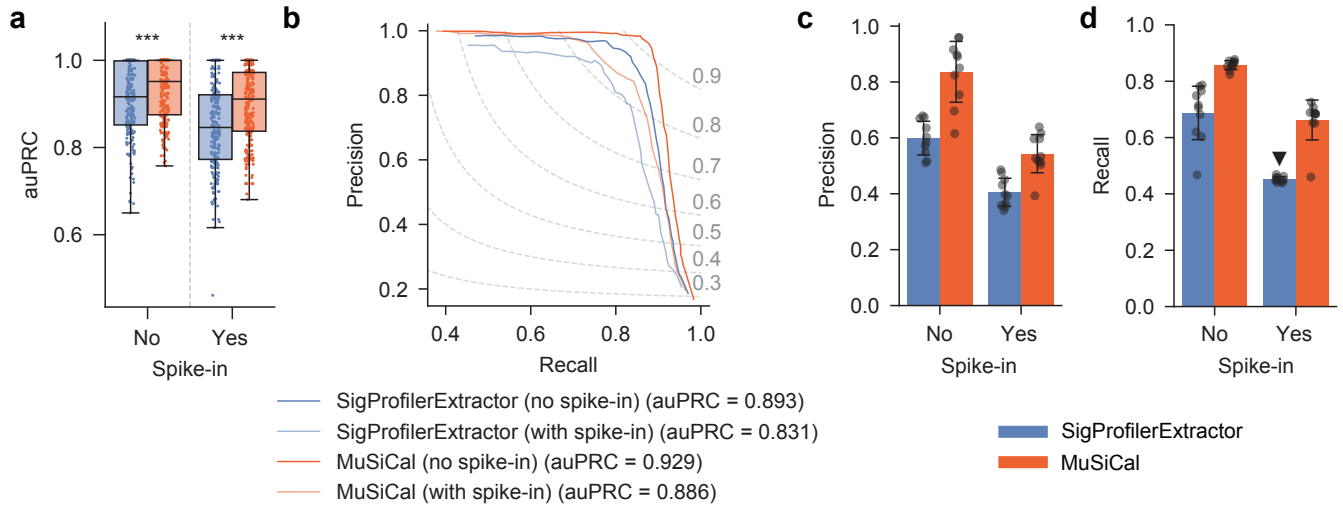 a
***
***
auPRC
1.0
0.8
0.6
No
Yes
Spike-in
b
Precision
1.0
0.8
0.6
0.4
0.2
0.9
0.8
0.7
0.6
0.5
0.4
0.3
0.4
0.6
0.8
1.0
Recall
SigProfilerExtractor (no spike-in) (auPRC = 0.893)
SigProfilerExtractor (with spike-in) (auPRC = 0.831)
MuSiCal (no spike-in) (auPRC = 0.929)
MuSiCal (with spike-in) (auPRC = 0.886)
c
Precision
1.0
0.8
0.6
0.4
0.2
0.0
No
Yes
Spike-in
d
Recall
1.0
0.8
0.6
0.4
0.2
0.0
No
Yes
Spike-in
SigProfilerExtractor
MuSiCal